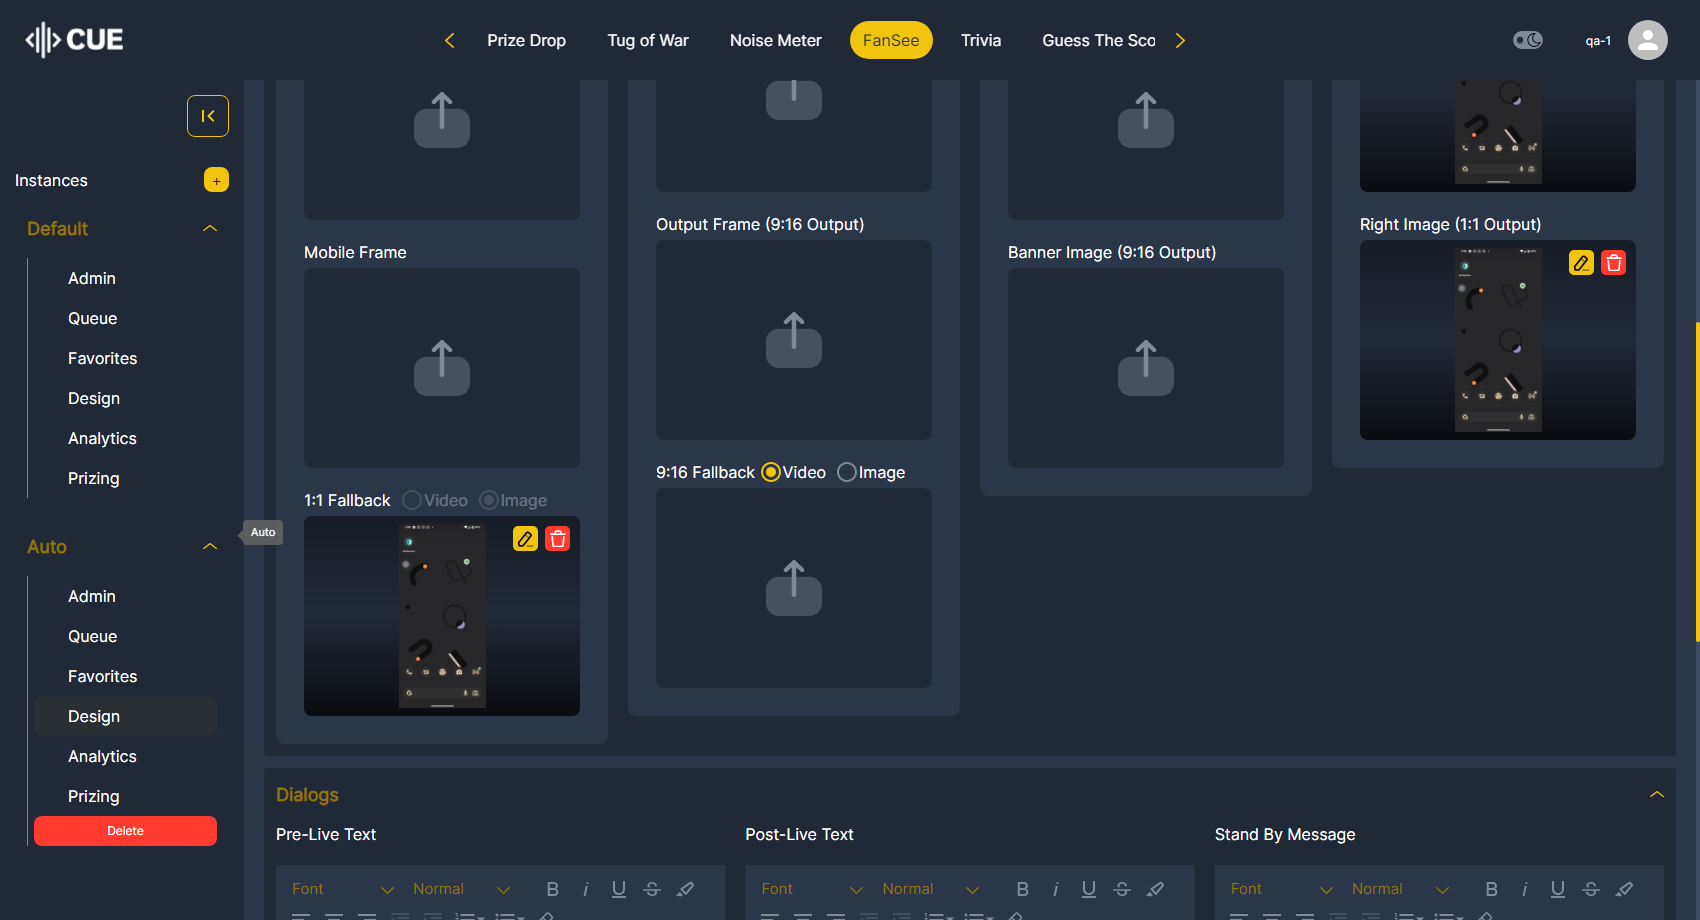 CUE
Prize Drop
Tug of War
Noise Meter
FanSee
Trivia
Guess The Sco
qa-1
Instances
+
Default
Admin
Queue
Favorites
Design
Analytics
Prizing
Auto
Auto
Admin
Queue
Favorites
Design
Analytics
Prizing
Delete
Mobile Frame
1:1 Fallback Video Image
Output Frame (9:16 Output)
9:16 Fallback Video Image
Banner Image (9:16 Output)
Right Image (1:1 Output)
Dialogs
Pre-Live Text
Font Normal B i U S
Post-Live Text
Font Normal B i U S
Stand By Message
Font Normal B i U S